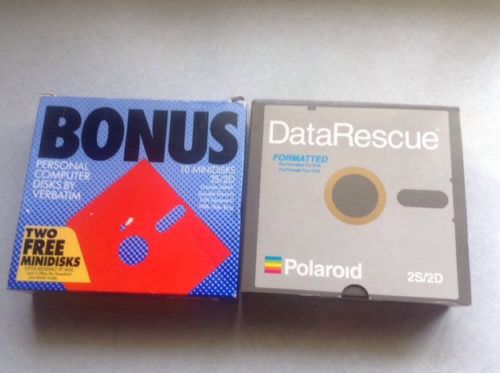 BONUS
PERSONAL
COMPUTER
DISKS BY
VERBATIM
10 MINIDISKS
2S/2D
TWO
FREE
MINIDISKS
DataRescue
FORMATTED
Polaroid
2S/2D